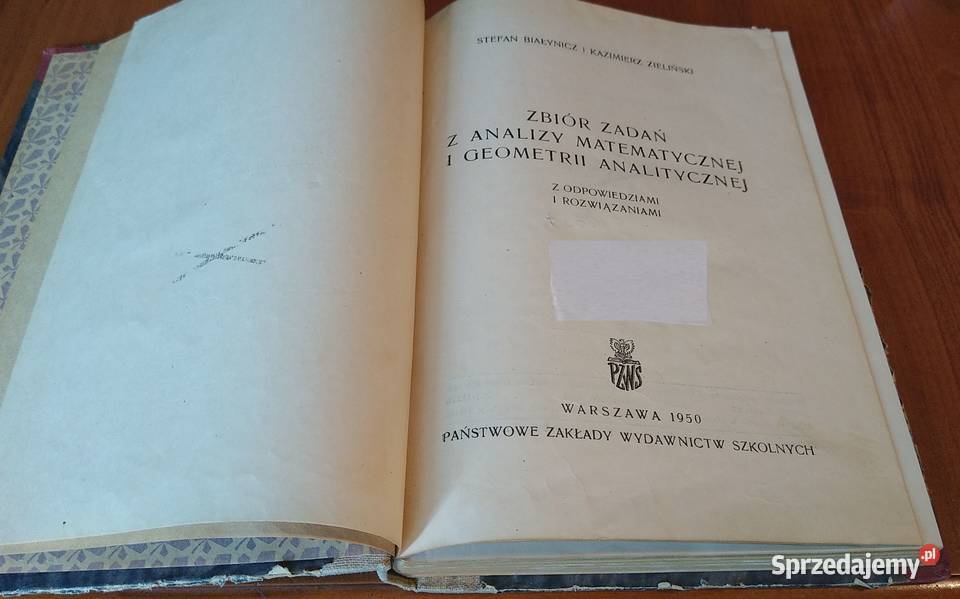 STEFAN BIAŁYNICZ I KAZIMIERZ ZIELIŃSKI
ZBIÓR ZADAŃ
Z ANALIZY MATEMATYCZNEJ
I GEOMETRII ANALITYCZNEJ
Z ODPOWIEDZIAMI
I ROZWIĄZANIAMI
PZWS
WARSZAWA 1950
PAŃSTWOWE ZAKŁADY WYDAWNICTW SZKOLNYCH
Sprzedajemy.pl